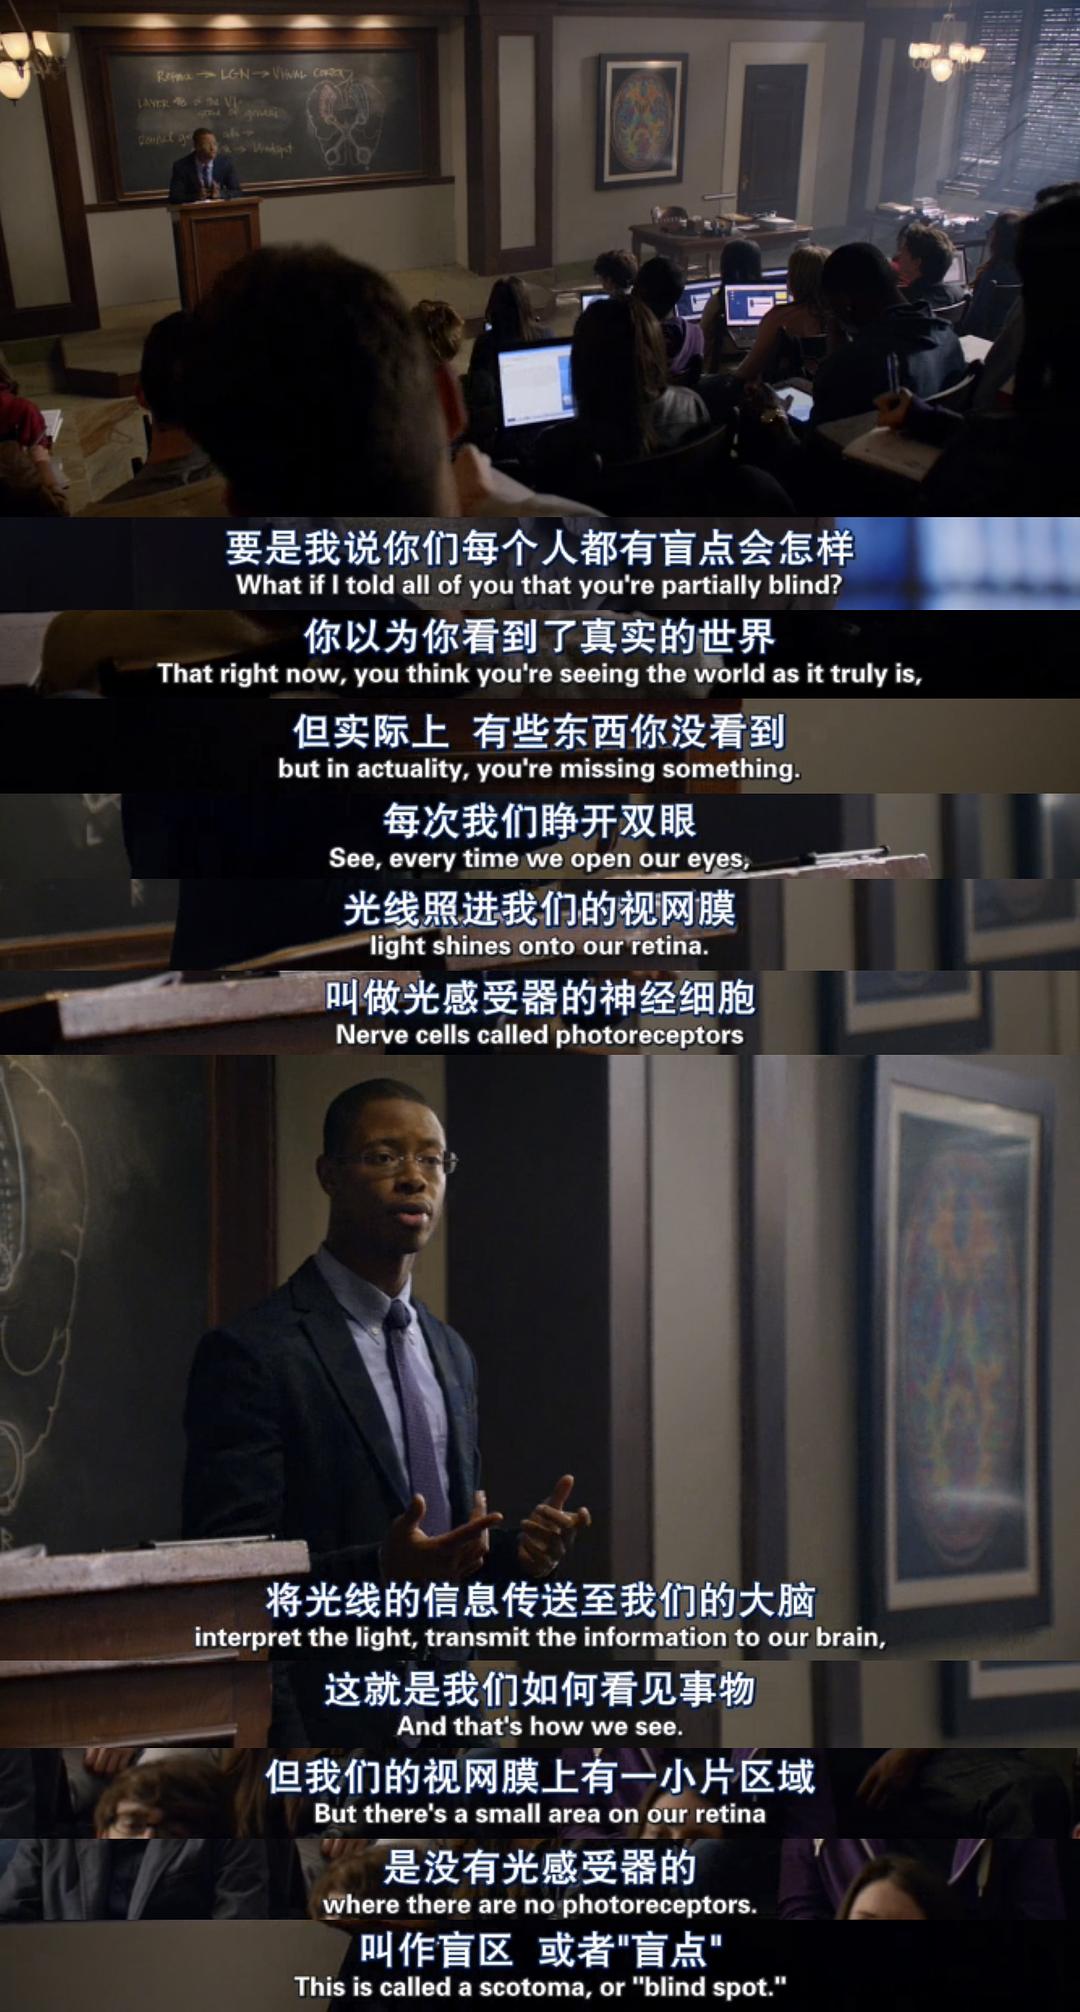 Retina → LGN → Visual Cortex
要是我说你们每个人都有盲点会怎样
What if I told all of you that you're partially blind?
你以为你看到了真实的世界
That right now, you think you're seeing the world as it truly is,
但实际上 有些东西你没看到
but in actuality, you're missing something.
每次我们睁开双眼
See, every time we open our eyes,
光线照进我们的视网膜
light shines onto our retina.
叫做光感受器的神经细胞
Nerve cells called photoreceptors
将光线的信息传送至我们的大脑
interpret the light, transmit the information to our brain,
这就是我们如何看见事物
And that's how we see.
但我们的视网膜上有一小片区域
But there's a small area on our retina
是没有光感受器的
where there are no photoreceptors.
叫作盲区 或者"盲点"
This is called a scotoma, or "blind spot."